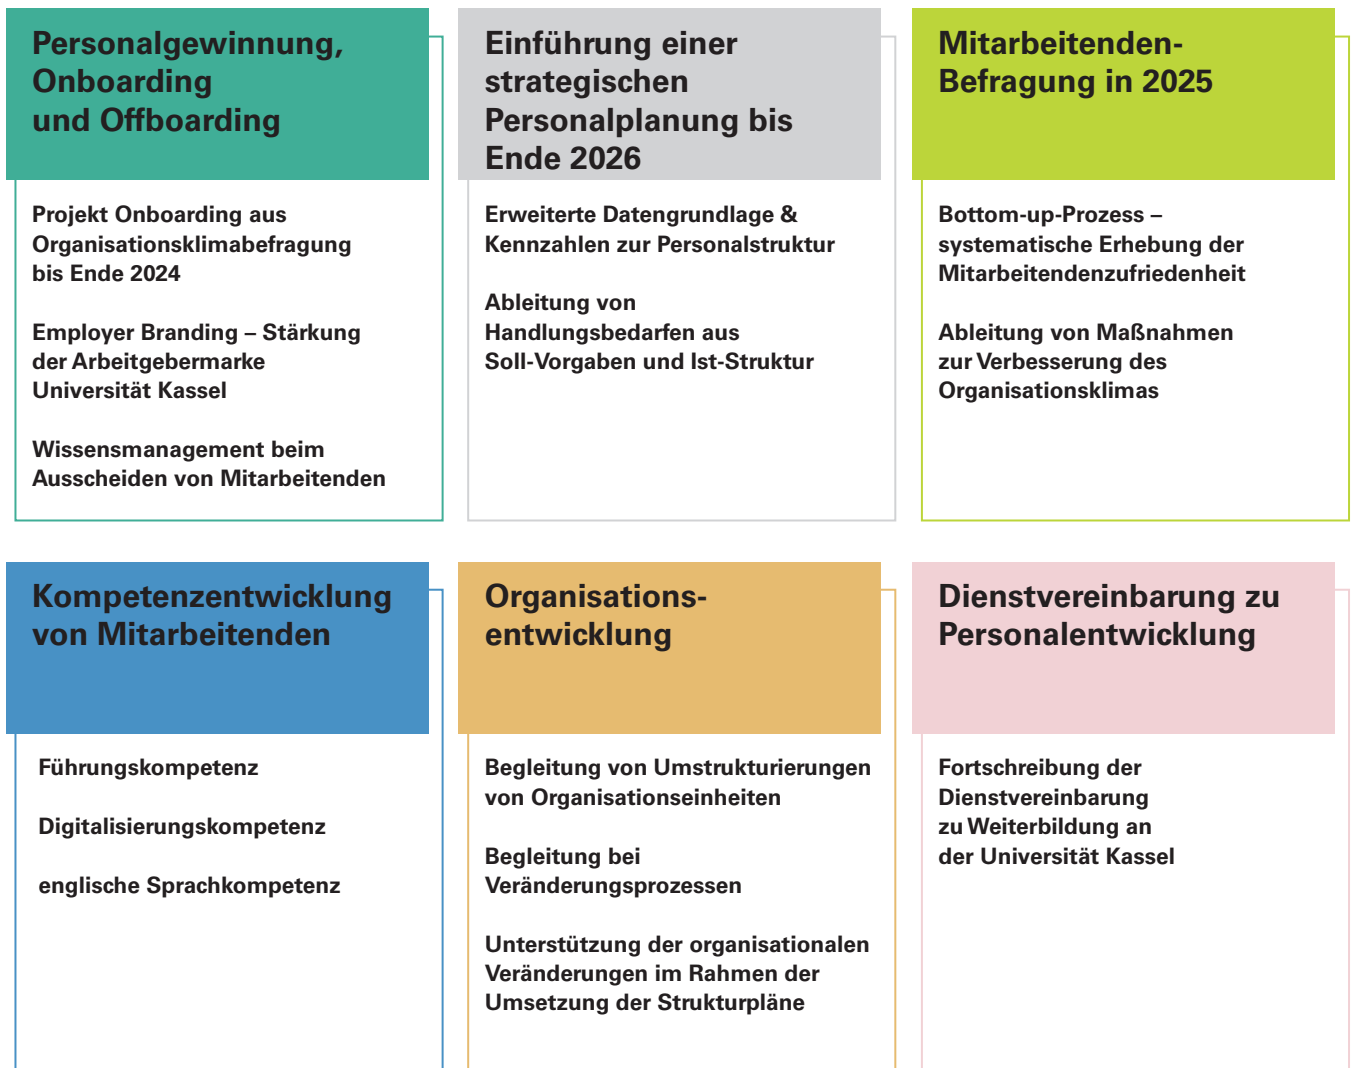 Personalgewinnung,
Onboarding
und Offboarding
Projekt Onboarding aus
Organisationsklimabefragung
bis Ende 2024
Employer Branding – Stärkung
der Arbeitgebermarke
Universität Kassel
Wissensmanagement beim
Ausscheiden von Mitarbeitenden
Einführung einer
strategischen
Personalplanung bis
Ende 2026
Erweiterte Datengrundlage &
Kennzahlen zur Personalstruktur
Ableitung von
Handlungsbedarfen aus
Soll-Vorgaben und Ist-Struktur
Mitarbeitenden-
Befragung in 2025
Bottom-up-Prozess –
systematische Erhebung der
Mitarbeitendenzufriedenheit
Ableitung von Maßnahmen
zur Verbesserung des
Organisationsklimas
Kompetenzentwicklung
von Mitarbeitenden
Führungskompetenz
Digitalisierungskompetenz
englische Sprachkompetenz
Organisations-
entwicklung
Begleitung von Umstrukturierungen
von Organisationseinheiten
Begleitung bei
Veränderungsprozessen
Unterstützung der organisationalen
Veränderungen im Rahmen der
Umsetzung der Strukturpläne
Dienstvereinbarung zu
Personalentwicklung
Fortschreibung der
Dienstvereinbarung
zu Weiterbildung an
der Universität Kassel